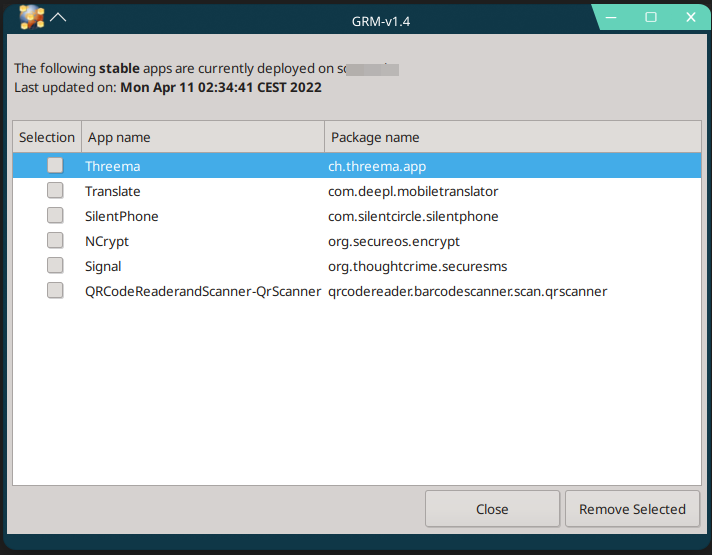 GRM-v1.4
The following stable apps are currently deployed on
Last updated on: Mon Apr 11 02:34:41 CEST 2022
Selection App name Package name
Threema ch.threema.app
Translate com.deepl.mobiletranslator
SilentPhone com.silentcircle.silentphone
NCrypt org.secureos.encrypt
Signal org.thoughtcrime.securesms
QRCodeReaderandScanner-QrScanner qrcodereader.barcodescanner.scan.qrscanner
Close Remove Selected